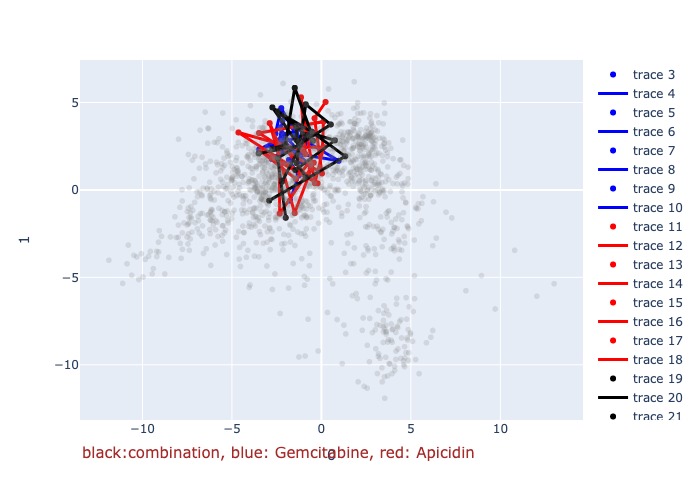 trace 3
trace 4
trace 5
trace 6
trace 7
trace 8
trace 9
trace 10
trace 11
trace 12
trace 13
trace 14
trace 15
trace 16
trace 17
trace 18
trace 19
trace 20
trace 21
5
0
−5
−10
1
−10
−5
0
5
10
0
black:combination, blue: Gemcitabine, red: Apicidin